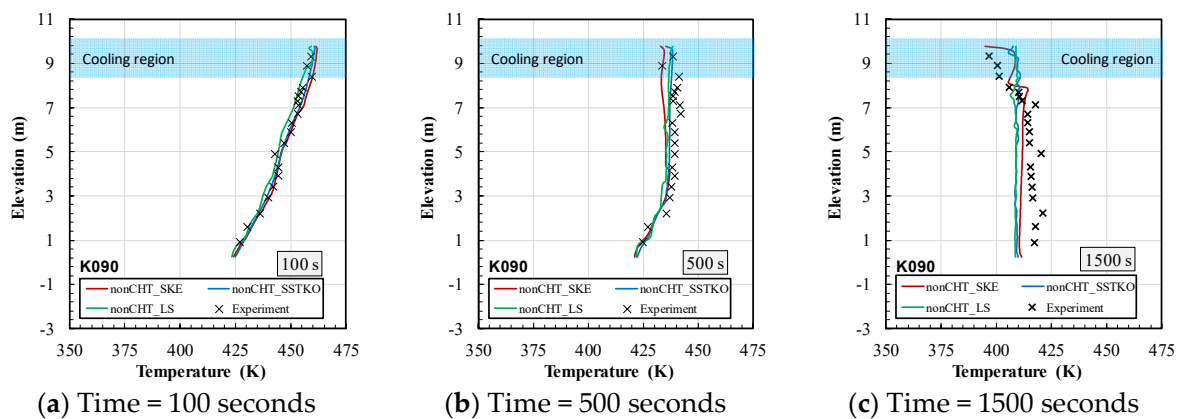 11
9
7
5
3
1
-1
-3
Elevation (m)
Cooling region
K090
100 s
nonCHT_SKE
nonCHT_SSTKO
nonCHT_LS
Experiment
350
375
400
425
450
475
Temperature (K)
(a) Time = 100 seconds
11
9
7
5
3
1
-1
-3
Elevation (m)
Cooling region
K090
500 s
nonCHT_SKE
nonCHT_SSTKO
nonCHT_LS
Experiment
350
375
400
425
450
475
Temperature (K)
(b) Time = 500 seconds
11
9
7
5
3
1
-1
-3
Elevation (m)
Cooling region
K090
1500 s
nonCHT_SKE
nonCHT_SSTKO
nonCHT_LS
Experiment
350
375
400
425
450
475
Temperature (K)
(c) Time = 1500 seconds